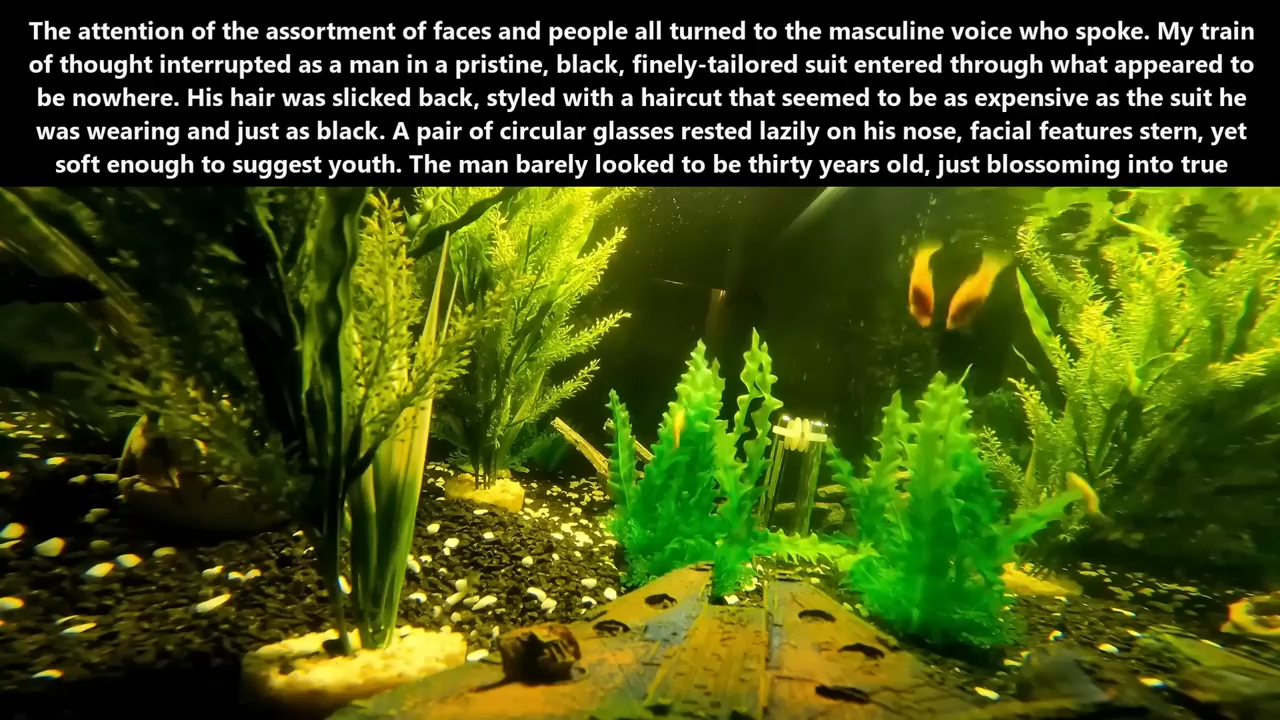 The attention of the assortment of faces and people all turned to the masculine voice who spoke. My train
of thought interrupted as a man in a pristine, black, finely-tailored suit entered through what appeared to
be nowhere. His hair was slicked back, styled with a haircut that seemed to be as expensive as the suit he
was wearing and just as black. A pair of circular glasses rested lazily on his nose, facial features stern, yet
soft enough to suggest youth. The man barely looked to be thirty years old, just blossoming into true